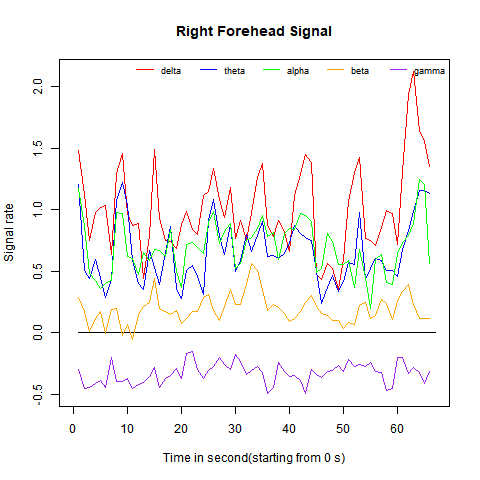 Right Forehead Signal
delta theta alpha beta gamma
2.0
1.5
1.0
0.5
0.0
-0.5
Signal rate
0 10 20 30 40 50 60
Time in second(starting from 0 s)